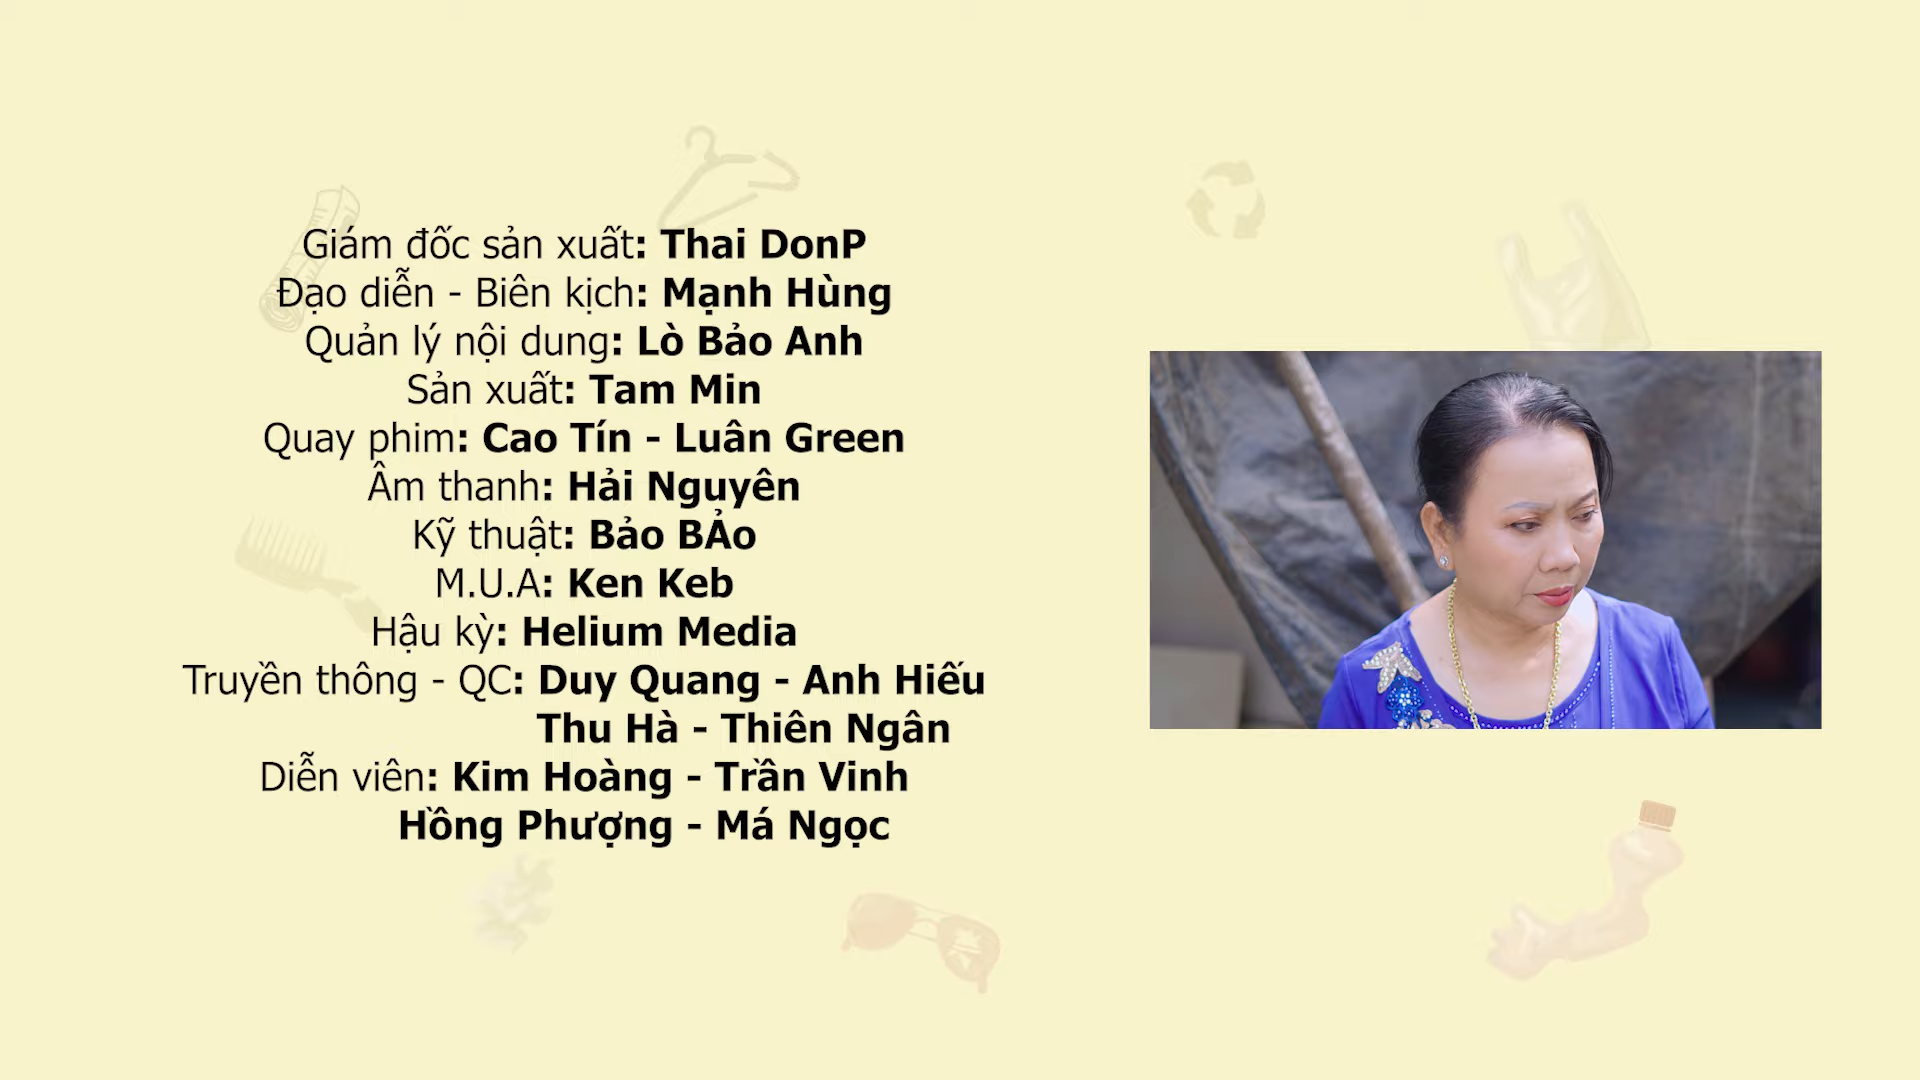 Giám đốc sản xuất: Thai DonP
Đạo diễn - Biên kịch: Mạnh Hùng
Quản lý nội dung: Lò Bảo Anh
Sản xuất: Tam Min
Quay phim: Cao Tín - Luân Green
Âm thanh: Hải Nguyên
Kỹ thuật: Bảo BẢo
M.U.A: Ken Keb
Hậu kỳ: Helium Media
Truyền thông - QC: Duy Quang - Anh Hiếu
Thu Hà - Thiên Ngân
Diễn viên: Kim Hoàng - Trần Vinh
Hồng Phượng - Má Ngọc